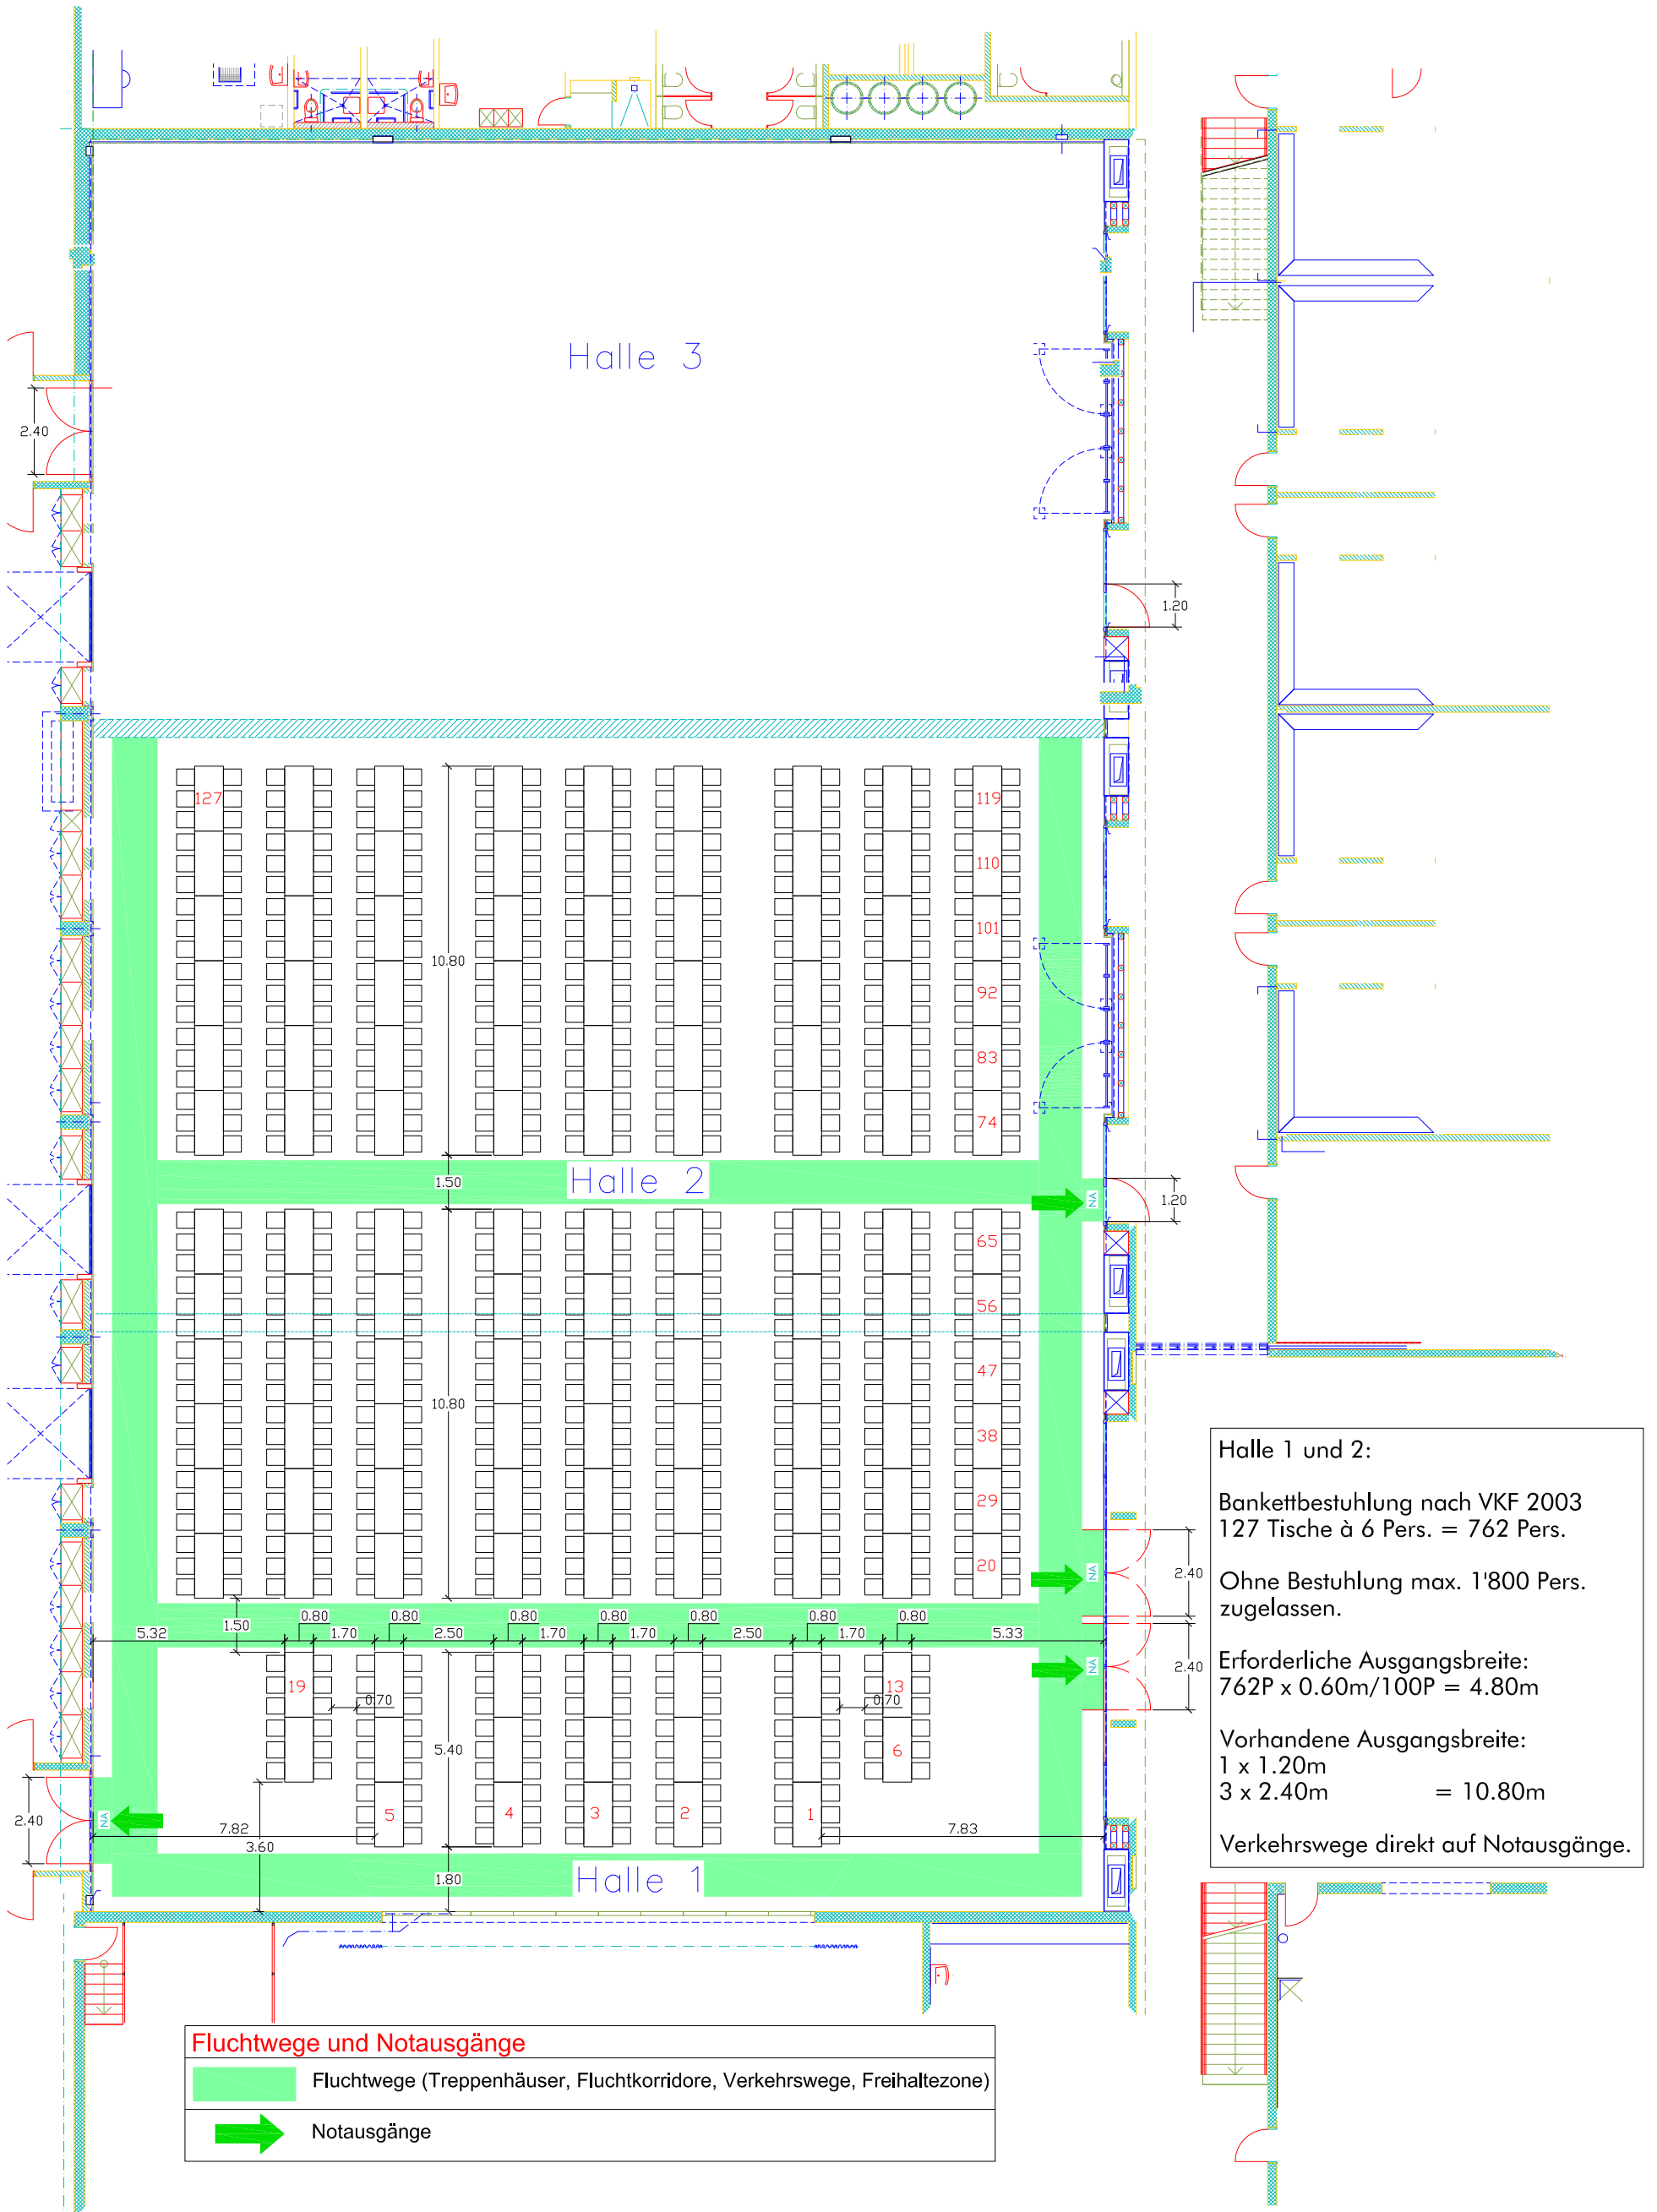 Halle 3
2.40
1.20
127
119
110
101
10.80
92
83
74
1.50
Halle 2
NA
1.20
65
56
47
10.80
38
29
20
NA
2.40
0.80
0.80
0.80
0.80
0.80
0.80
0.80
5.32
1.50
1.70
2.50
1.70
1.70
2.50
1.70
5.33
NA
2.40
19
13
0.70
0.70
5.40
6
5
4
3
2
1
NA
2.40
7.82
7.83
3.60
1.80
Halle 1
Halle 1 und 2:
Bankettbestuhlung nach VKF 2003
127 Tische à 6 Pers. = 762 Pers.
Ohne Bestuhlung max. 1'800 Pers.
zugelassen.
Erforderliche Ausgangsbreite:
762P x 0.60m/100P = 4.80m
Vorhandene Ausgangsbreite:
1 x 1.20m
3 x 2.40m = 10.80m
Verkehrswege direkt auf Notausgänge.
Fluchtwege und Notausgänge
Fluchtwege (Treppenhäuser, Fluchtkorridore, Verkehrswege, Freihaltezone)
Notausgänge